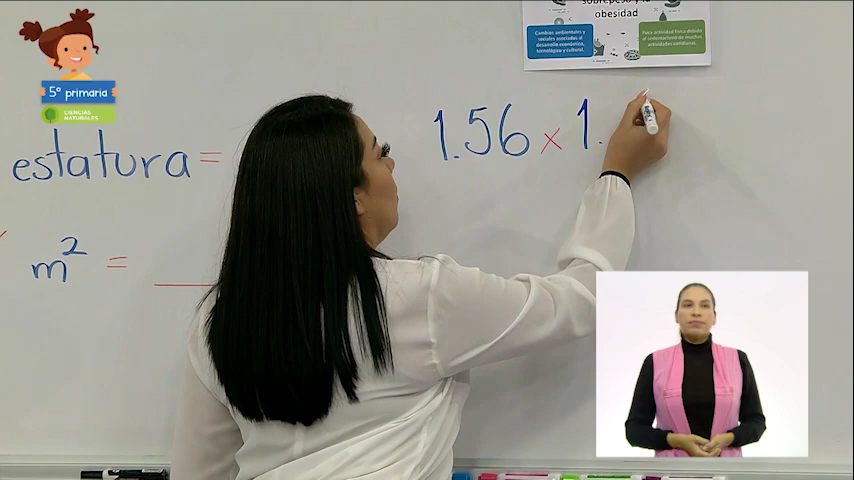 sobrepeso y la
obesidad
Cambios ambientales y
sociales asociados al
desarrollo económico,
tecnológico y cultural.
Poca actividad física debido
al sedentarismo de muchas
actividades cotidianas.
5° primaria
CIENCIAS
NATURALES
estatura =
1.56 x 1.
m² =